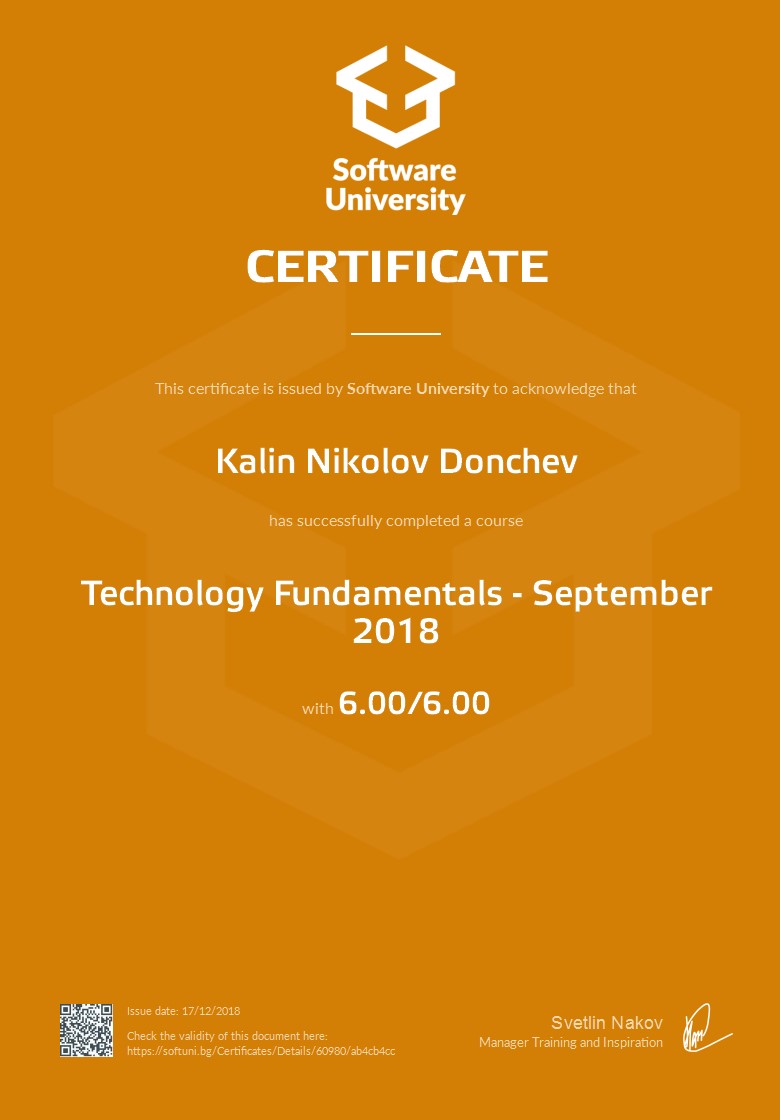 Software
University
CERTIFICATE
This certificate is issued by Software University to acknowledge that
Kalin Nikolov Donchev
has successfully completed a course
Technology Fundamentals - September
2018
with 6.00/6.00
Issue date: 17/12/2018
Check the validity of this document here:
https://softuni.bg/Certificates/Details/60980/ab4cb4cc
Svetlin Nakov
Manager Training and Inspiration